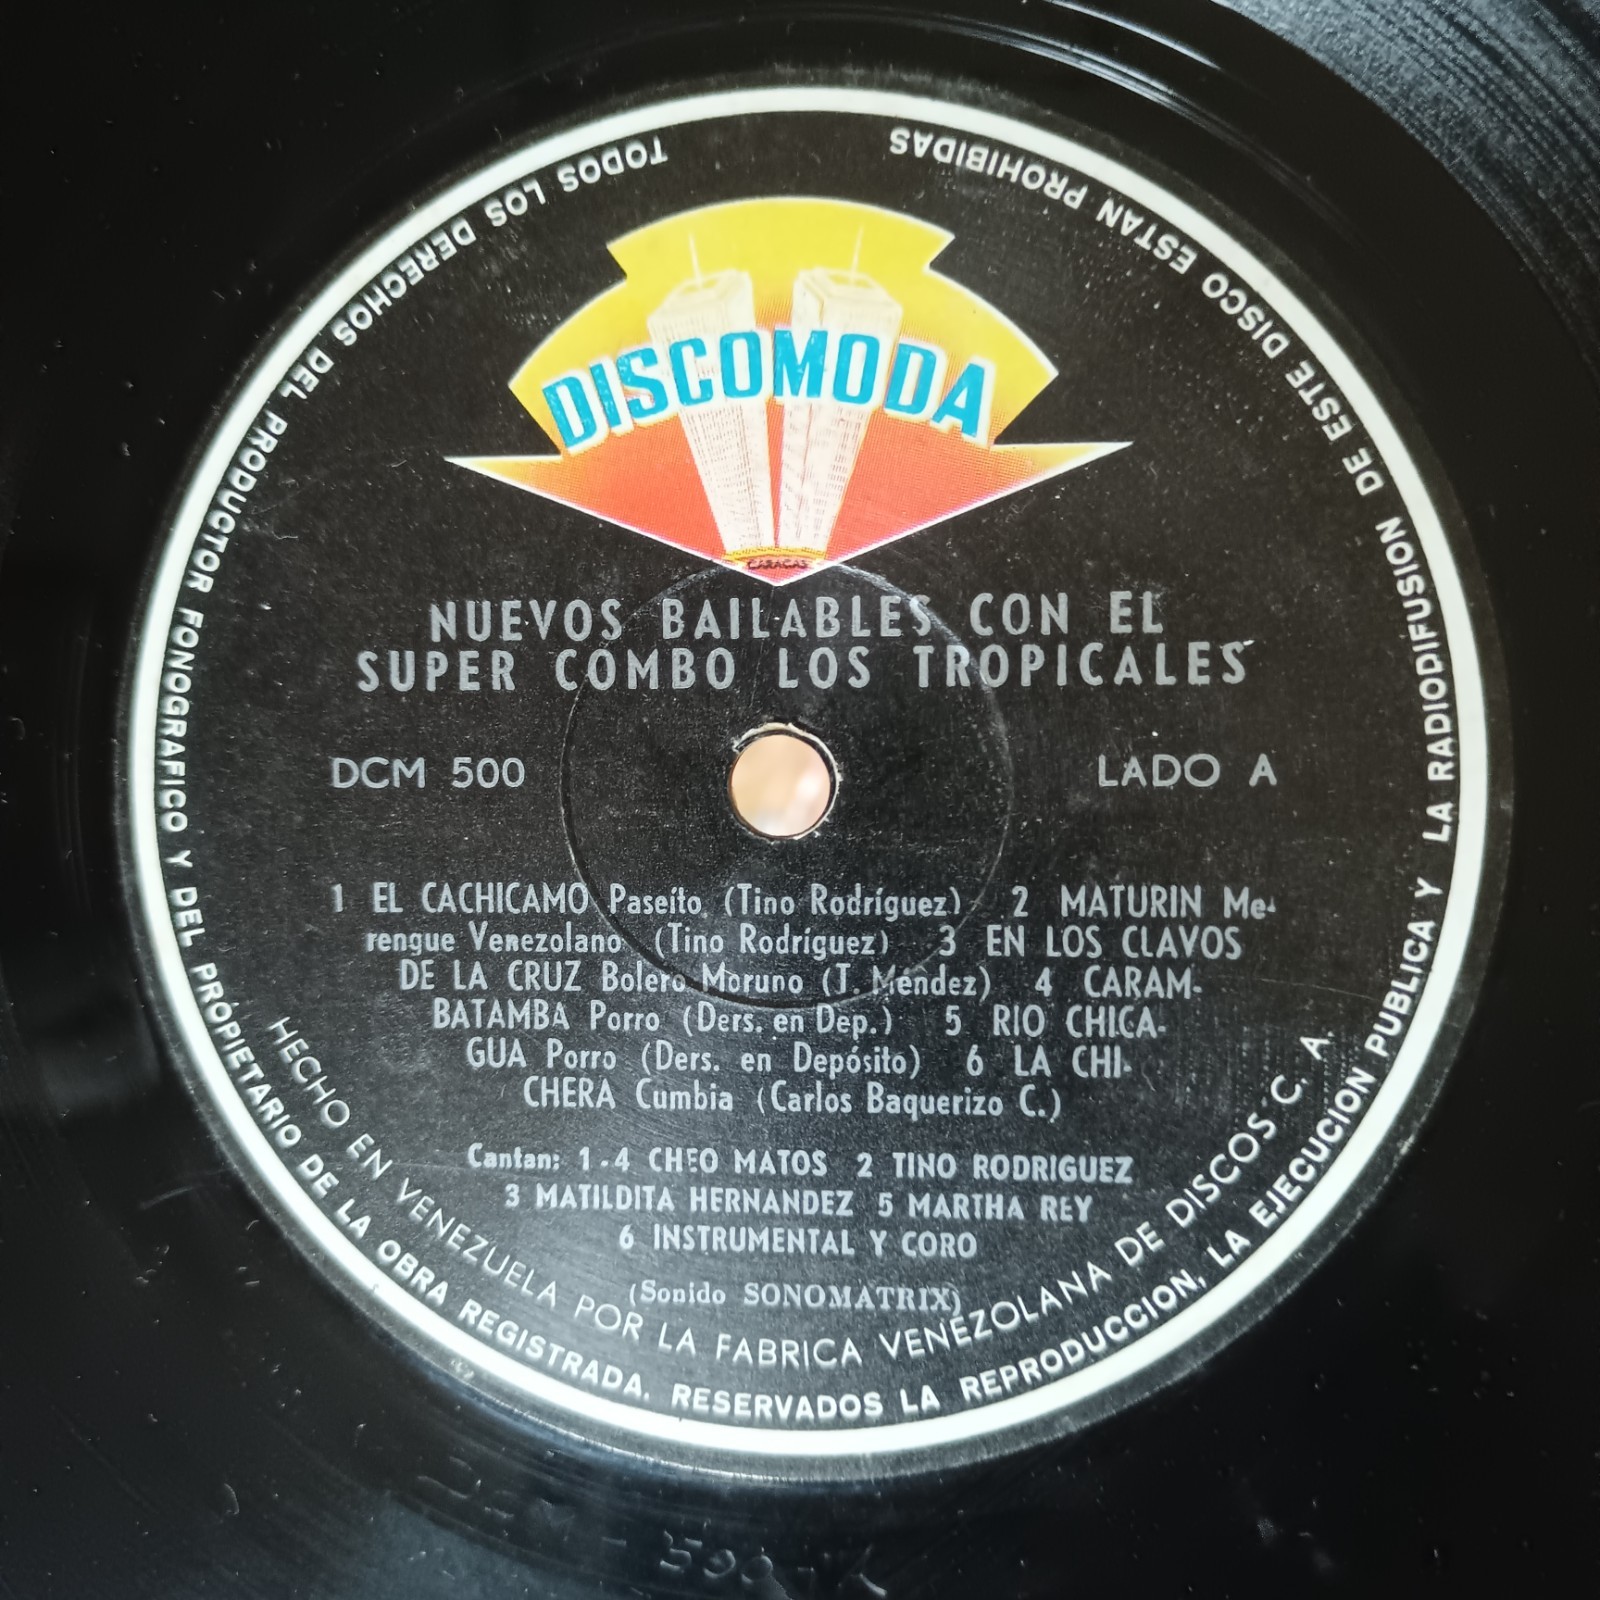 TODOS LOS DERECHOS DEL PRODUCTOR FONOGRAFICO Y DEL PROPIETARIO DE LA OBRA REGISTRADA. RESERVADOS LA REPRODUCCION, LA EJECUCION PUBLICA Y LA RADIODIFUSION DE ESTE DISCO ESTAN PROHIBIDAS
DISCOMODA
CARACAS
NUEVOS BAILABLES CON EL
SUPER COMBO LOS TROPICALES
DCM 500
LADO A
1 EL CACHICAMO Paseíto (Tino Rodríguez) 2 MATURIN Me-
rengue Venezolano (Tino Rodríguez) 3 EN LOS CLAVOS
DE LA CRUZ Bolero Moruno (J. Méndez) 4 CARAM-
BATAMBA Porro (Ders. en Dep.) 5 RIO CHICA-
GUA Porro (Ders. en Depósito) 6 LA CHI-
CHERA Cumbia (Carlos Baquerizo C.)
Cantan: 1-4 CHEO MATOS 2 TINO RODRIGUEZ
3 MATILDITA HERNANDEZ 5 MARTHA REY
6 INSTRUMENTAL Y CORO
(Sonido SONOMATRIX)
HECHO EN VENEZUELA POR LA FABRICA VENEZOLANA DE DISCOS C. A.